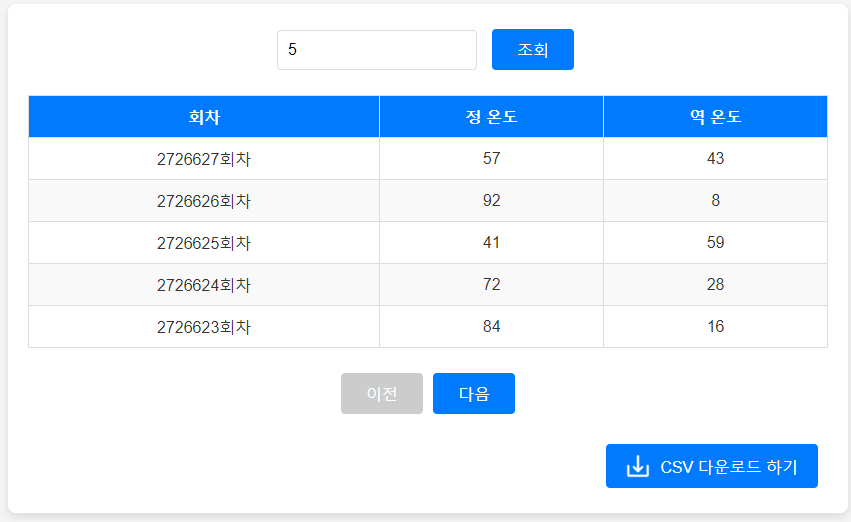 5 조회
회차 정 온도 역 온도
2726627회차 57 43
2726626회차 92 8
2726625회차 41 59
2726624회차 72 28
2726623회차 84 16
이전 다음
CSV 다운로드 하기